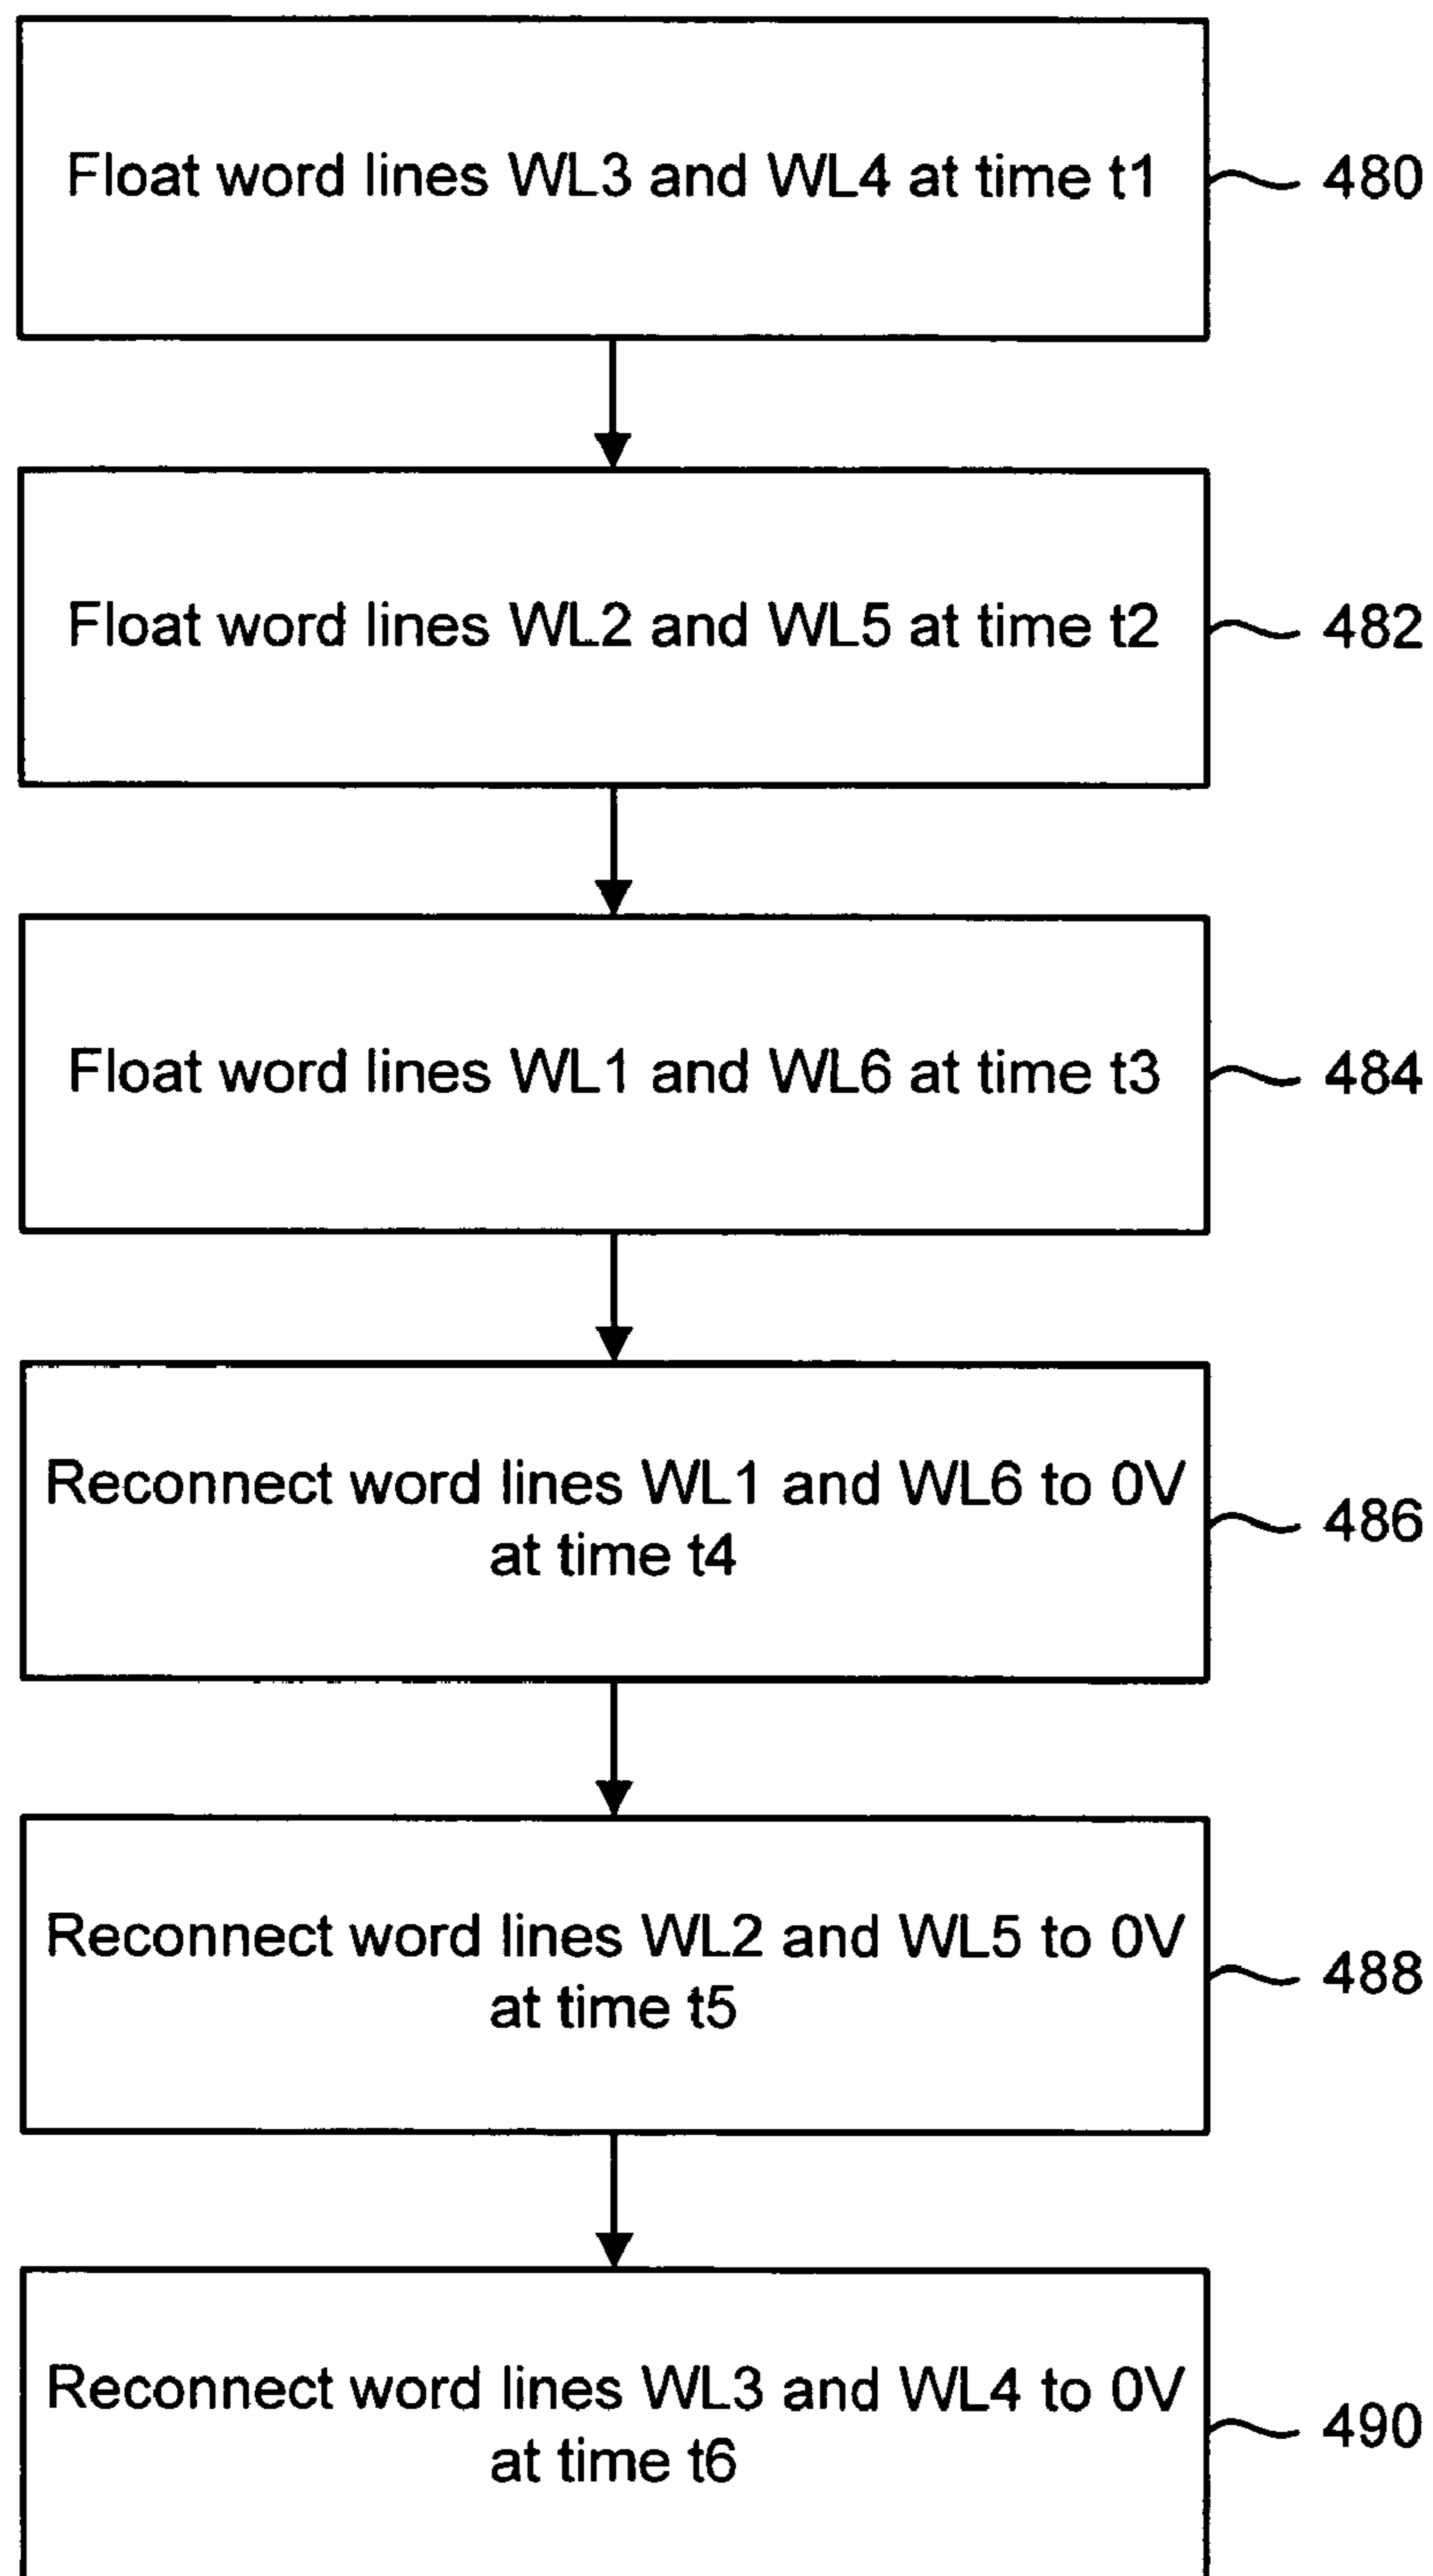 Float word lines WL3 and WL4 at time t1
480
Float word lines WL2 and WL5 at time t2
482
Float word lines WL1 and WL6 at time t3
484
Reconnect word lines WL1 and WL6 to 0V
at time t4
486
Reconnect word lines WL2 and WL5 to 0V
at time t5
488
Reconnect word lines WL3 and WL4 to 0V
at time t6
490